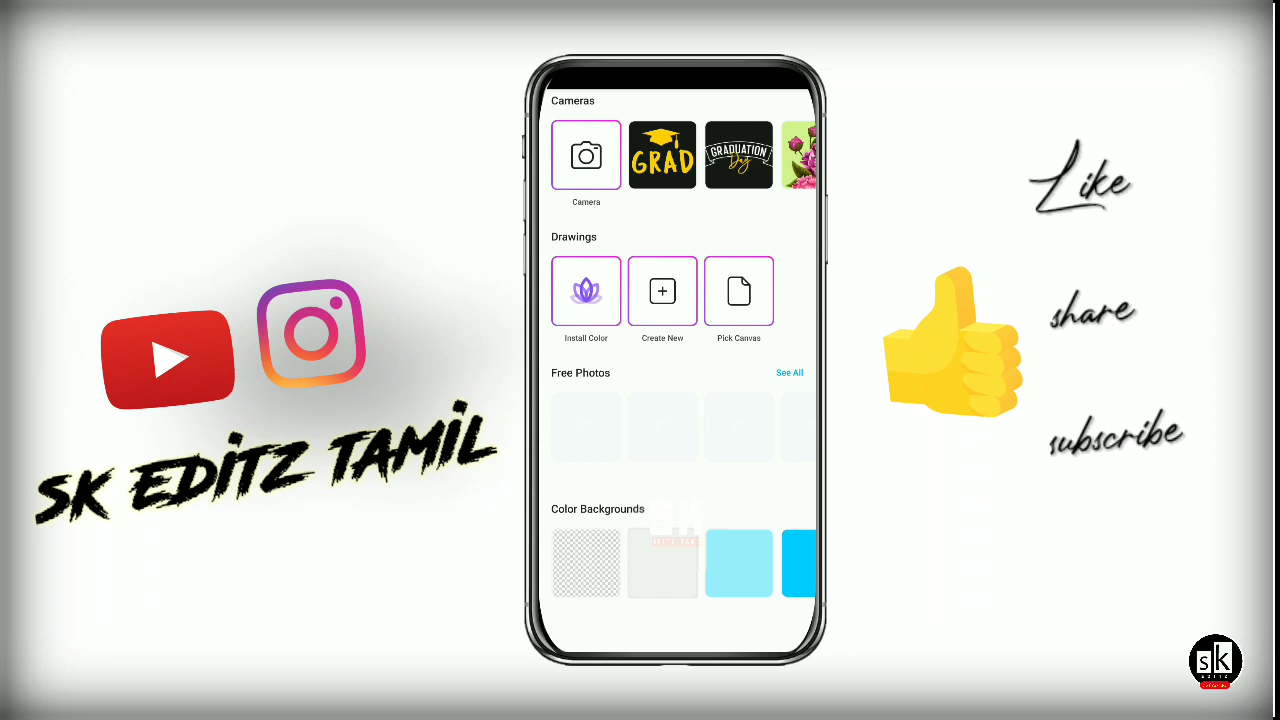 Cameras
GRAD
GRADUATION
Day
Camera
Drawings
Install Color
Create New
Pick Canvas
Free Photos
See All
Color Backgrounds
SK EDITZ TAMIL
Like
share
subscribe
SK
EDITZ